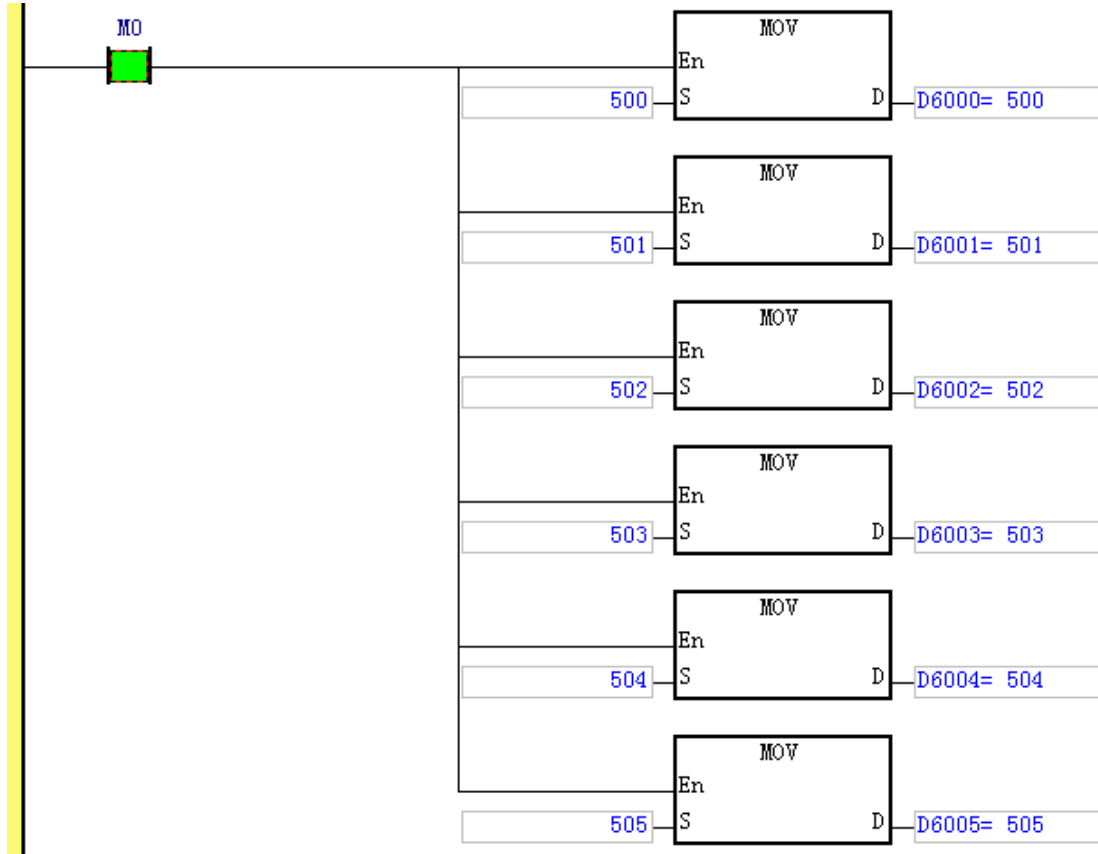 M0
MOV
En
500 S D D6000= 500
MOV
En
501 S D D6001= 501
MOV
En
502 S D D6002= 502
MOV
En
503 S D D6003= 503
MOV
En
504 S D D6004= 504
MOV
En
505 S D D6005= 505